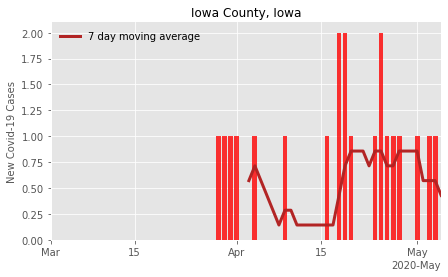 Iowa County, Iowa
7 day moving average
New Covid-19 Cases
2.00
1.75
1.50
1.25
1.00
0.75
0.50
0.25
0.00
Mar
15
Apr
15
May
2020-May